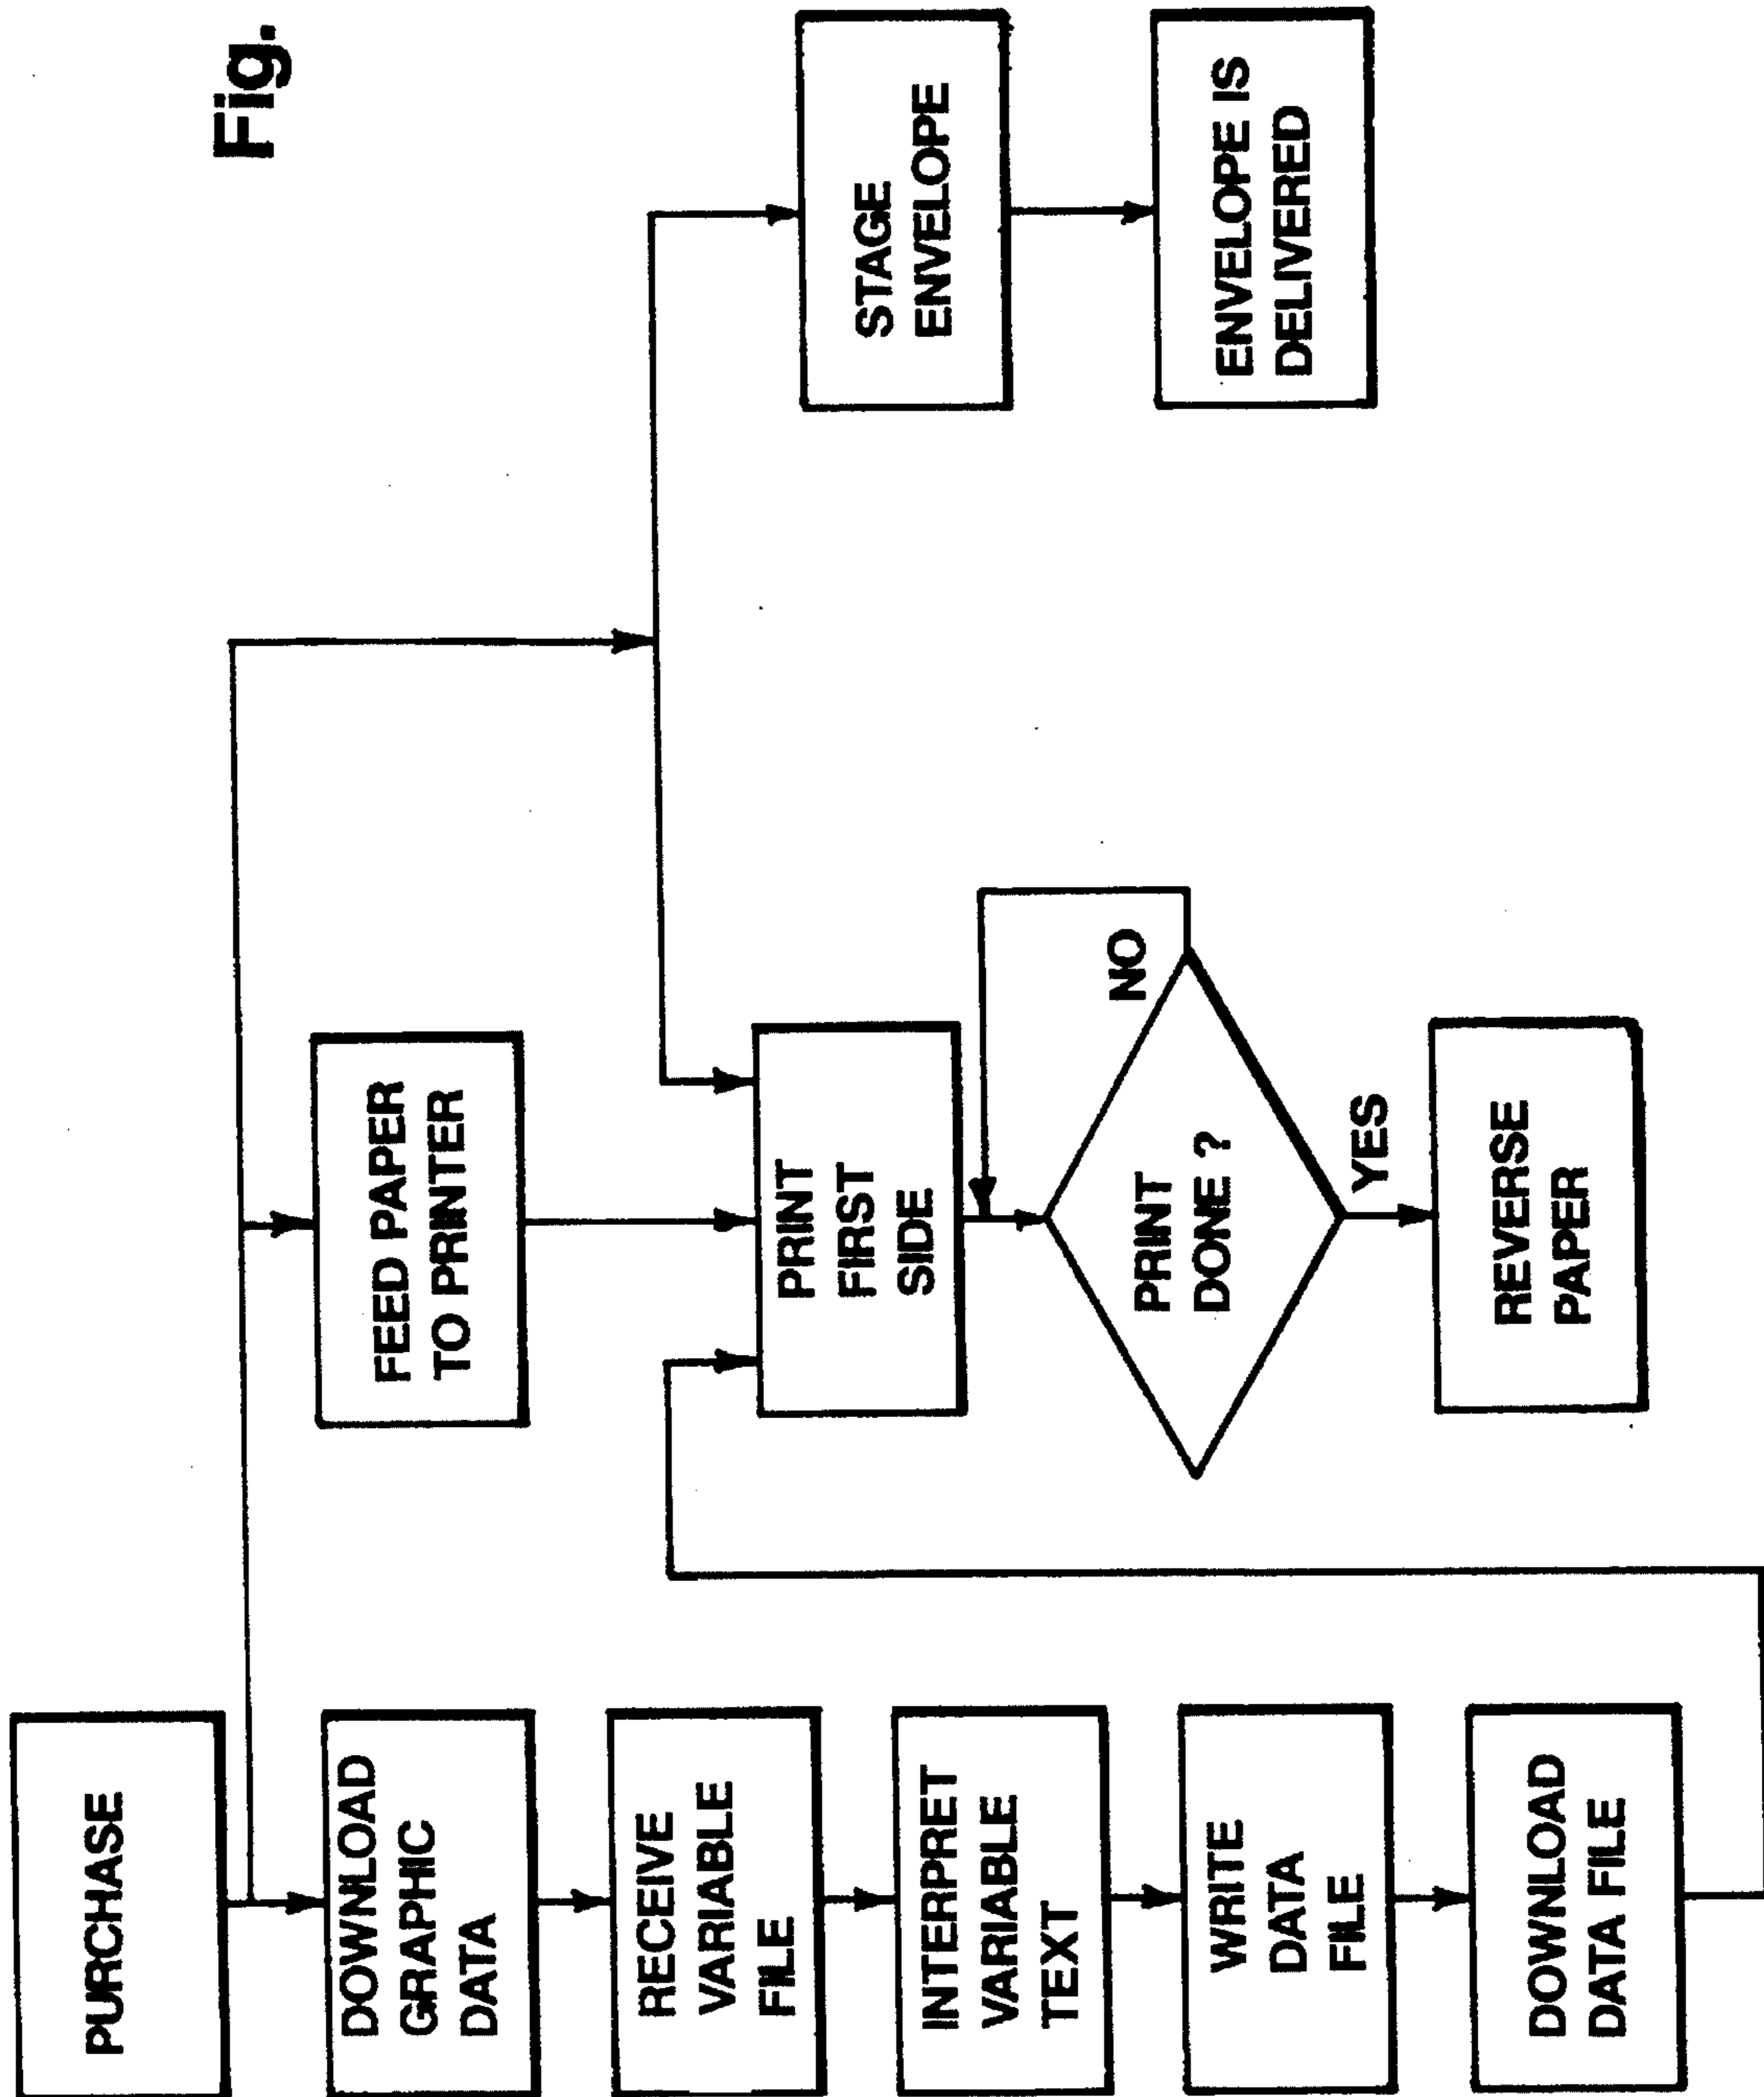 Fig.
PURCHASE
DOWNLOAD
GRAPHIC
DATA
RECEIVE
VARIABLE
FILE
INTERPRET
VARIABLE
TEXT
WRITE
DATA
FILE
DOWNLOAD
DATA FILE
FEED PAPER
TO PRINTER
PRINT
FIRST
SIDE
PRINT
DONE ?
NO
YES
REVERSE
PAPER
STAGE
ENVELOPE
ENVELOPE IS
DELIVERED